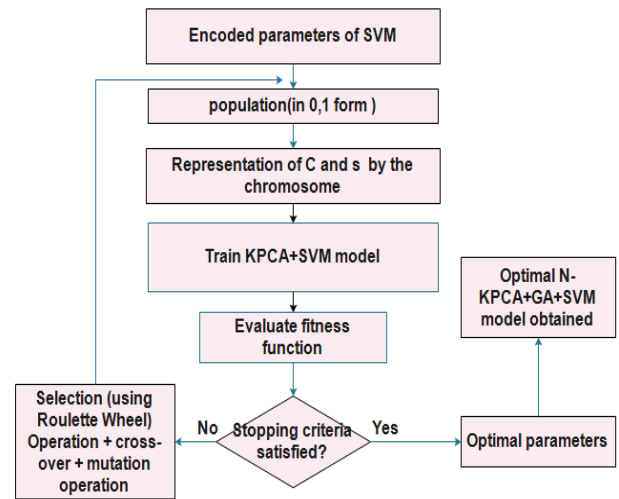 Encoded parameters of SVM
population(in 0,1 form )
Representation of C and s by the
chromosome
Train KPCA+SVM model
Optimal N-
KPCA+GA+SVM
model obtained
Evaluate fitness
function
Selection (using
Roulette Wheel)
Operation + cross-
over + mutation
operation
No
Stopping criteria
satisfied?
Yes
Optimal parameters